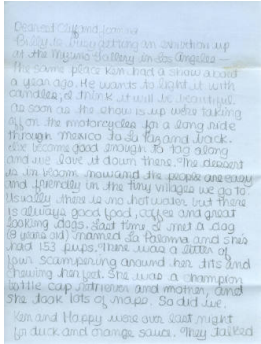 Dearest Clyf and Joan
Billy is busy getting an exhibition up
at the Mizuno Gallery in Los Angeles —
The same place Ken had a show about
a year ago. He wants to light it with
candles, I think it will be beautiful.
As soon as the show is up we're taking
off on the motorcycles for a long ride
through Mexico to La Paz and back.
I've become good enough to tag along
and we love it down there. The desert
is in bloom now and the people are easy
and friendly in the tiny villages we go to.
Usually there is no hot water but there
is always good food, coffee and great
looking dogs. Last time I met a dog
(9 years old) named La Paloma and she's
had 153 pups. There was a litter of
four scampering around her tits and
chewing her feet. She was a champion
bottle cap retriever and mother, and
she took lots of naps. So did we.
Ken and Happy were over last night
for duck and orange sauce. They talked